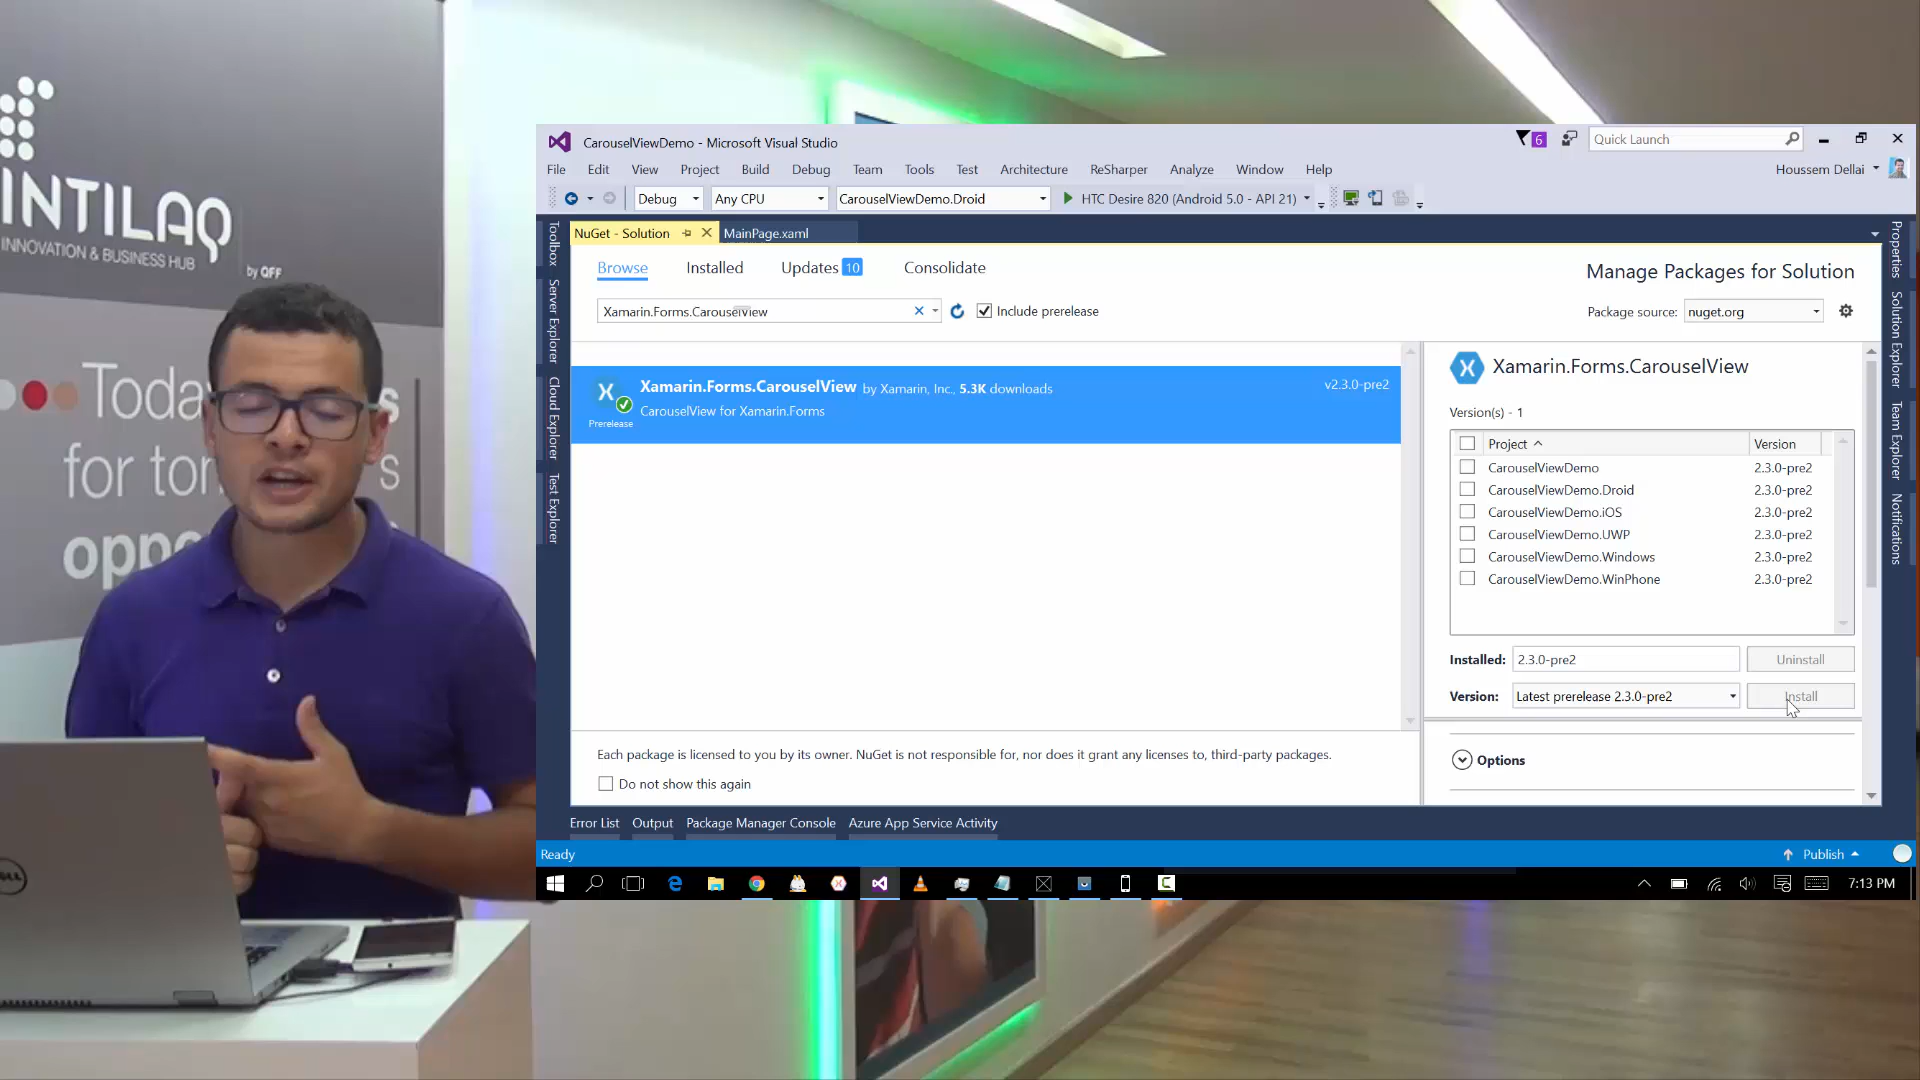 INTILAQ
INNOVATION & BUSINESS HUB
by QFF
Today
s
for
s
DELL
CarouselViewDemo - Microsoft Visual Studio
6
Quick Launch
File Edit View Project Build Debug Team Tools Test Architecture ReSharper Analyze Window Help
Houssem Dellai
Debug
Any CPU
CarouselViewDemo.Droid
HTC Desire 820 (Android 5.0 - API 21)
Toolbox
Server Explorer
Cloud Explorer
Test Explorer
NuGet - Solution
MainPage.xaml
Browse
Installed
Updates 10
Consolidate
Manage Packages for Solution
Xamarin.Forms.CarouselView
Include prerelease
Package source: nuget.org
Xamarin.Forms.CarouselView by Xamarin, Inc., 5.3K downloads
v2.3.0-pre2
CarouselView for Xamarin.Forms
Prerelease
Xamarin.Forms.CarouselView
Version(s) - 1
Project Version
CarouselViewDemo 2.3.0-pre2
CarouselViewDemo.Droid 2.3.0-pre2
CarouselViewDemo.iOS 2.3.0-pre2
CarouselViewDemo.UWP 2.3.0-pre2
CarouselViewDemo.Windows 2.3.0-pre2
CarouselViewDemo.WinPhone 2.3.0-pre2
Installed: 2.3.0-pre2 Uninstall
Version: Latest prerelease 2.3.0-pre2 Install
Options
Each package is licensed to you by its owner. NuGet is not responsible for, nor does it grant any licenses to, third-party packages.
Do not show this again
Properties
Solution Explorer
Team Explorer
Notifications
Error List Output Package Manager Console Azure App Service Activity
Ready
Publish
7:13 PM